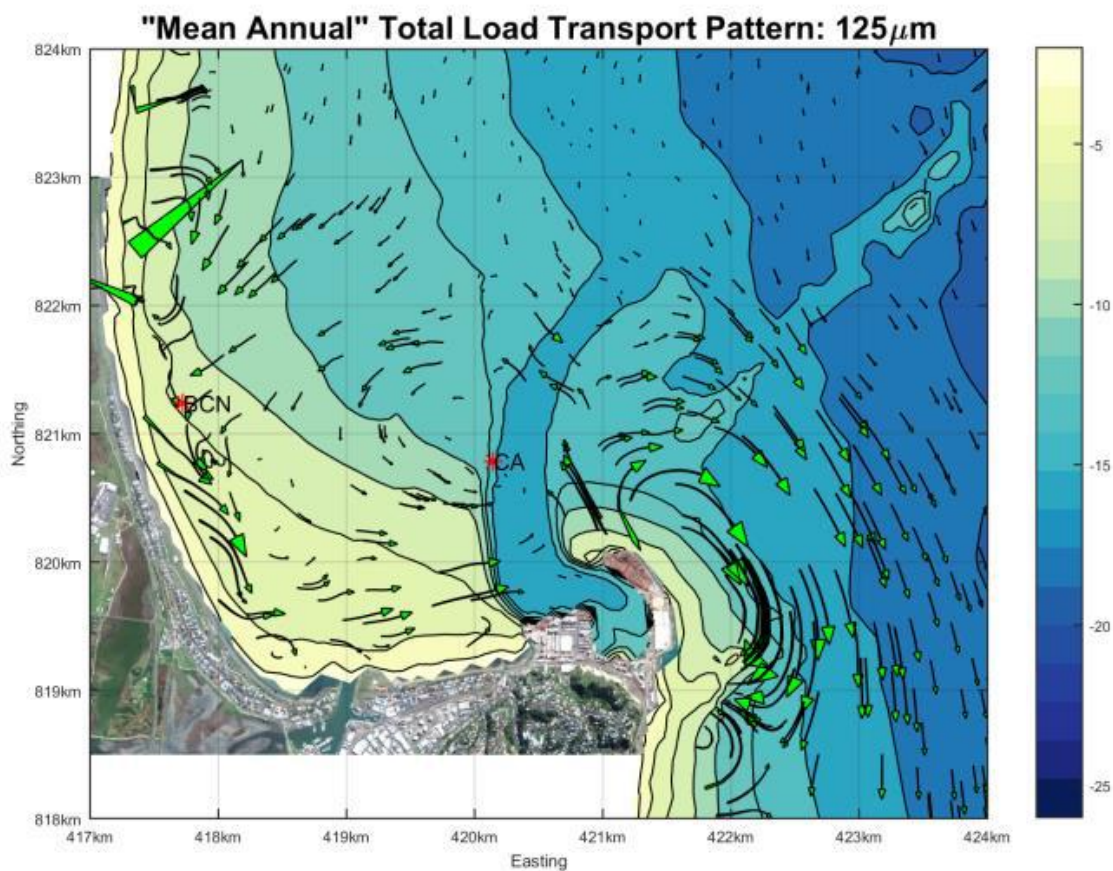 "Mean Annual" Total Load Transport Pattern: 125μm
824km
823km
822km
821km
820km
819km
818km
Northing
BCN
CA
417km 418km 419km 420km 421km 422km 423km 424km
Easting
-5
-10
-15
-20
-25